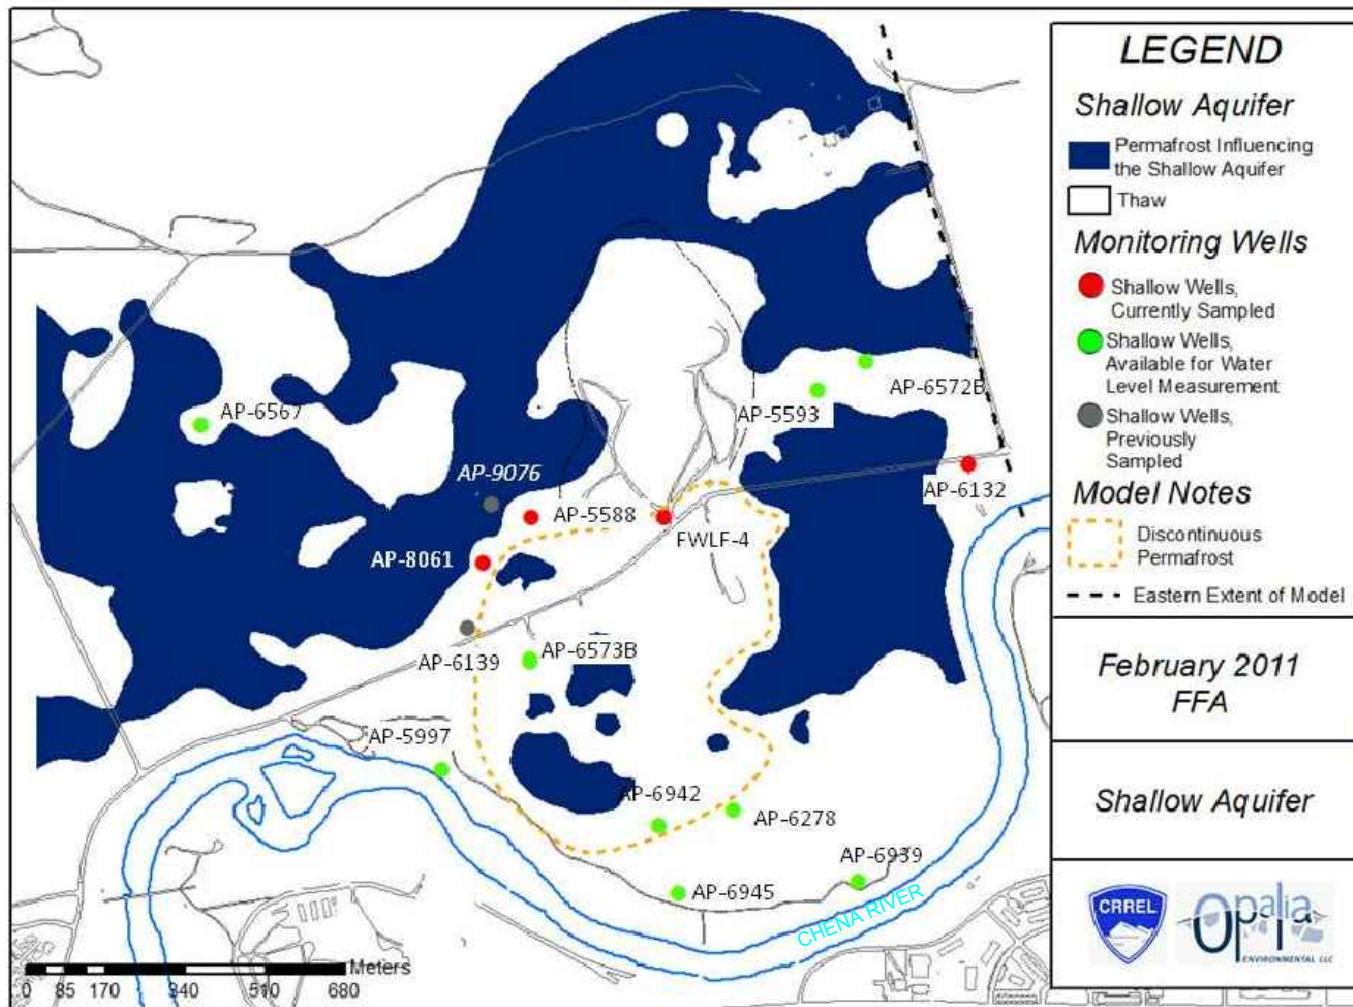 LEGEND
Shallow Aquifer
Permafrost Influencing
the Shallow Aquifer
Thaw
Monitoring Wells
Shallow Wells,
Currently Sampled
Shallow Wells,
Available for Water
Level Measurement
Shallow Wells,
Previously
Sampled
Model Notes
Discontinuous
Permafrost
Eastern Extent of Model
February 2011
FFA
Shallow Aquifer
CRREL
Opalia
ENVIRONMENTAL LLC
AP-6572B
AP-5593
AP-6567
AP-9076
AP-6132
AP-5588
FWLF-4
AP-8061
AP-6573B
AP-6139
AP-5997
AP-6942
AP-6278
AP-6939
AP-6945
CHENA RIVER
Meters
0 85 170 340 510 680